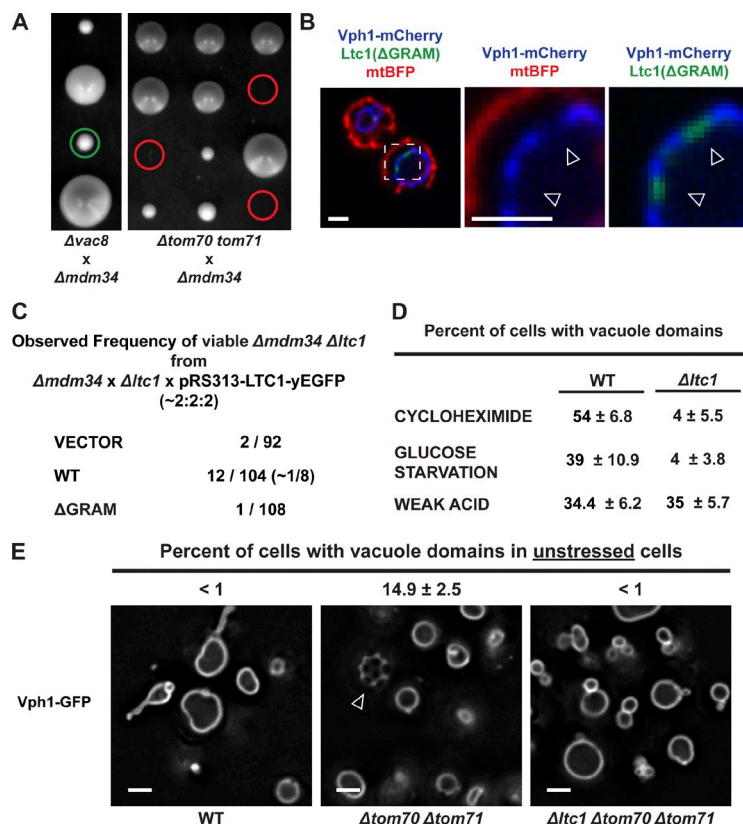 A
Δvac8
x
Δmdm34
Δtom70 tom71
x
Δmdm34
B
Vph1-mCherry
Ltc1(ΔGRAM)
mtBFP
Vph1-mCherry
mtBFP
Vph1-mCherry
Ltc1(ΔGRAM)
C
Observed Frequency of viable Δmdm34 Δltc1
from
Δmdm34 x Δltc1 x pRS313-LTC1-yEGFP
(~2:2:2)
VECTOR 2 / 92
WT 12 / 104 (~1/8)
ΔGRAM 1 / 108
D
Percent of cells with vacuole domains
WT Δltc1
CYCLOHEXIMIDE 54 ± 6.8 4 ± 5.5
GLUCOSE
STARVATION 39 ± 10.9 4 ± 3.8
WEAK ACID 34.4 ± 6.2 35 ± 5.7
E
Percent of cells with vacuole domains in unstressed cells
< 1 14.9 ± 2.5 < 1
Vph1-GFP
WT Δtom70 Δtom71 Δltc1 Δtom70 Δtom71